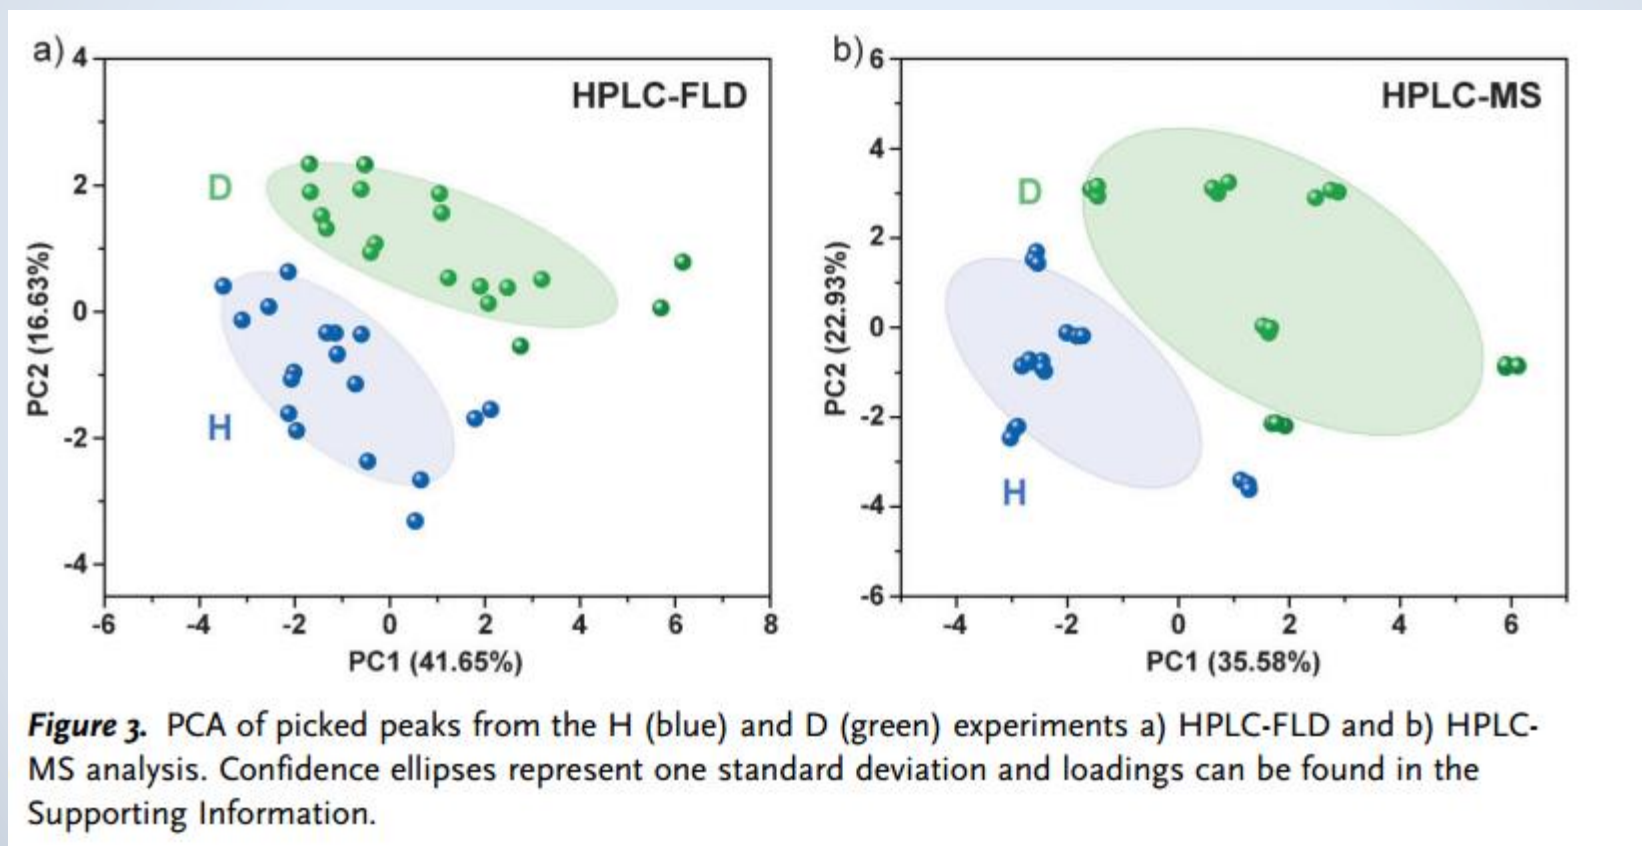 a)
4
2
0
-2
-4
HPLC-FLD
D
H
PC2 (16.63%)
-6 -4 -2 0 2 4 6 8
PC1 (41.65%)
b)
6
4
2
0
-2
-4
-6
HPLC-MS
D
H
PC2 (22.93%)
-4 -2 0 2 4 6
PC1 (35.58%)
Figure 3. PCA of picked peaks from the H (blue) and D (green) experiments a) HPLC-FLD and b) HPLC-
MS analysis. Confidence ellipses represent one standard deviation and loadings can be found in the
Supporting Information.